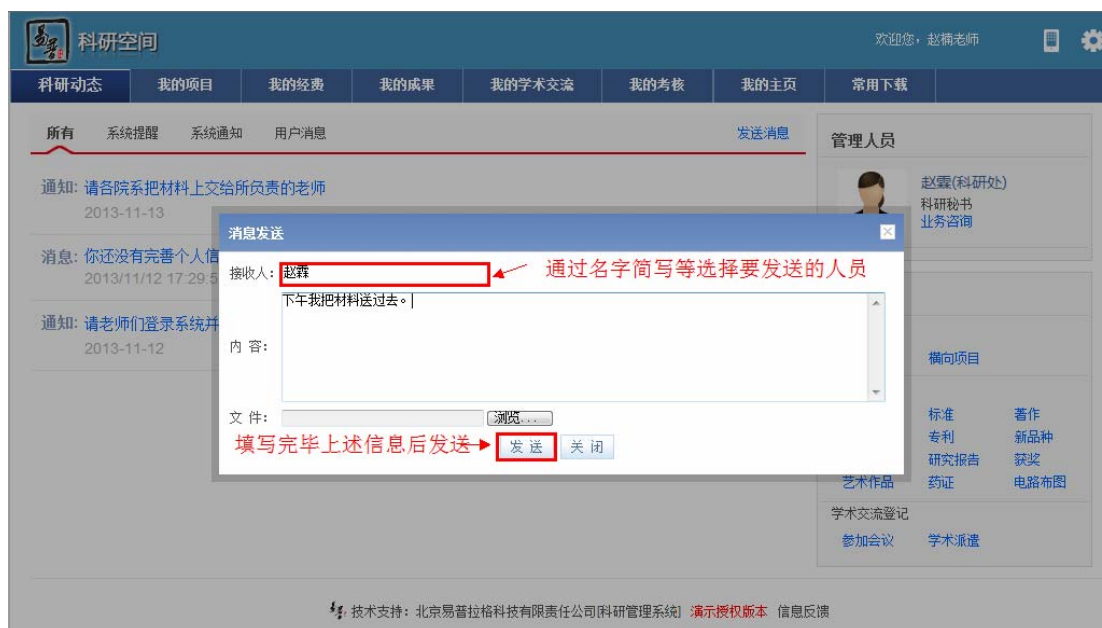 易普 科研空间
欢迎您，赵楠老师
科研动态 我的项目 我的经费 我的成果 我的学术交流 我的考核 我的主页 常用下载
所有 系统提醒 系统通知 用户消息 发送消息
管理人员
通知: 请各院系把材料上交给所负责的老师
2013-11-13
赵霖(科研处)
科研秘书
业务咨询
消息发送
消息: 你还没有完善个人信
2013/11/12 17:29:5
接收人: 赵霖
通过名字简写等选择要发送的人员
下午我把材料送过去。
通知: 请老师们登录系统并
2013-11-12
内 容:
横向项目
文 件: 浏览...
填写完毕上述信息后发送
发 送 关 闭
标准 著作
专利 新品种
研究报告 获奖
艺术作品 药证 电路布图
学术交流登记
参加会议 学术派遣
技术支持：北京易普拉格科技有限责任公司[科研管理系统] 演示授权版本 信息反馈